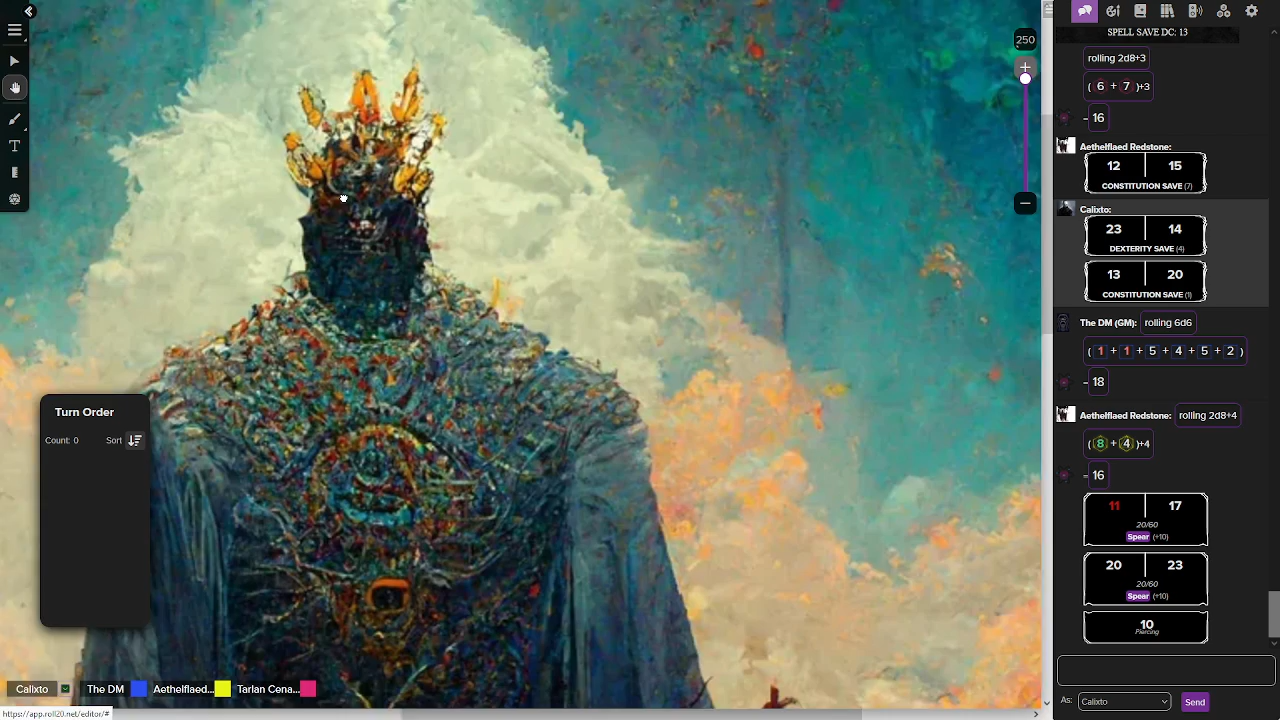 SPELL SAVE DC: 13
250
rolling 2d8+3
(6 + 7)+3
=16
Aethelflaed Redstone:
12 15
CONSTITUTION SAVE (7)
Calixto:
23 14
DEXTERITY SAVE (4)
13 20
CONSTITUTION SAVE (1)
The DM (GM): rolling 6d6
(1+1+5+4+5+2)
=18
Turn Order
Count: 0 Sort
Aethelflaed Redstone: rolling 2d8+4
(8+4)+4
=16
11 17
20/60
Spear (+10)
20 23
20/60
Spear (+10)
10
Piercing
Calixto The DM Aethelflaed... Tarlan Cena...
As: Calixto Send
https://app.roll20.net/editor/#